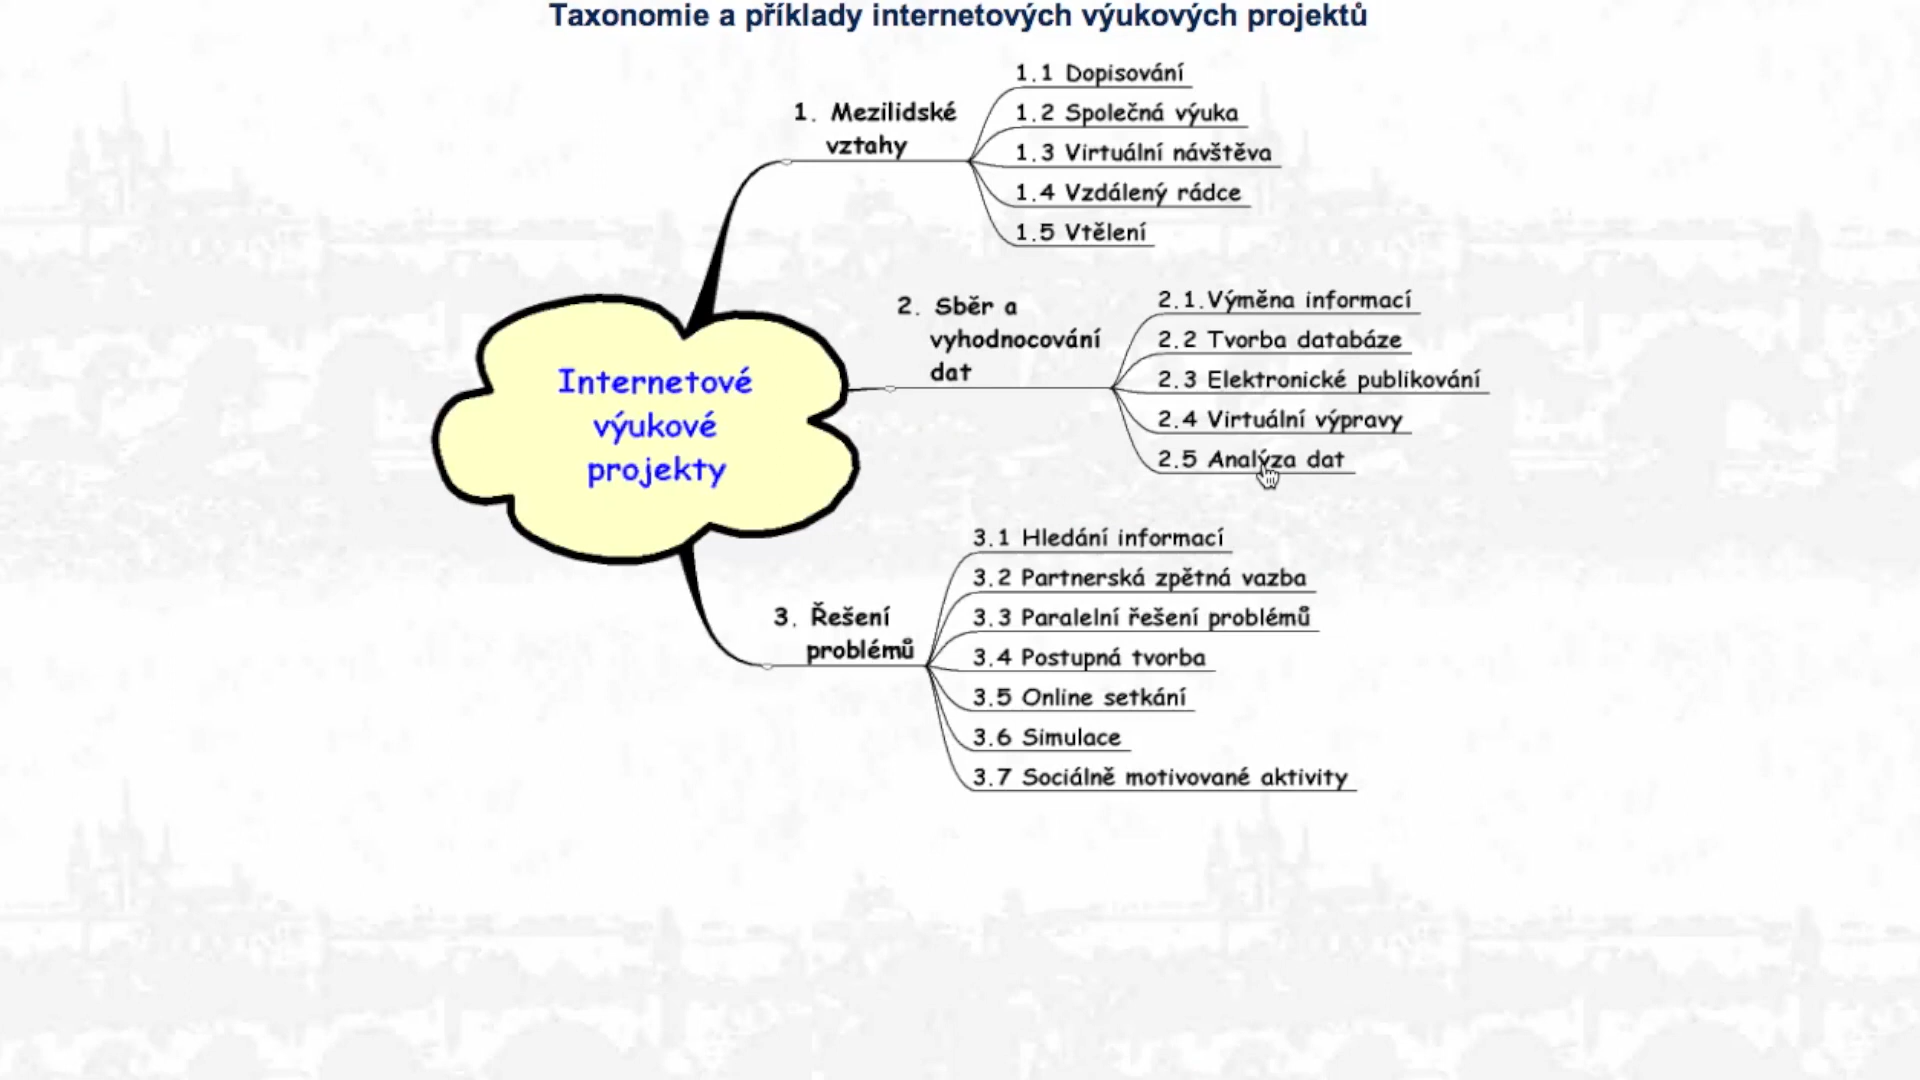 Taxonomie a příklady internetových výukových projektů
Internetové
výukové
projekty
1. Mezilidské
vztahy
1.1 Dopisování
1.2 Společná výuka
1.3 Virtuální návštěva
1.4 Vzdálený rádce
1.5 Vtělení
2. Sběr a
vyhodnocování
dat
2.1.Výměna informací
2.2 Tvorba databáze
2.3 Elektronické publikování
2.4 Virtuální výpravy
2.5 Analýza dat
3. Řešení
problémů
3.1 Hledání informací
3.2 Partnerská zpětná vazba
3.3 Paralelní řešení problémů
3.4 Postupná tvorba
3.5 Online setkání
3.6 Simulace
3.7 Sociálně motivované aktivity